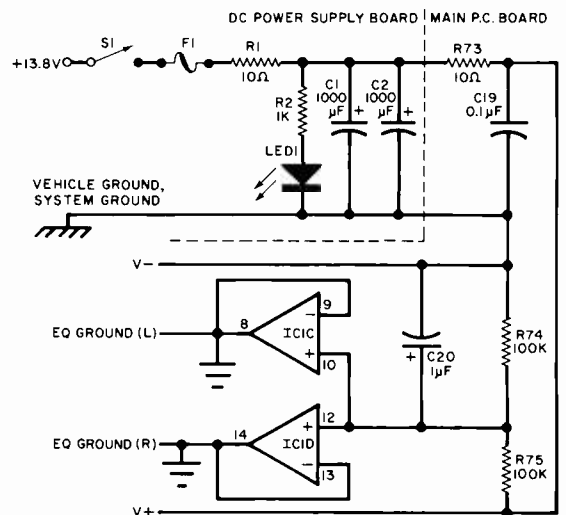 DC POWER SUPPLY BOARD
MAIN P.C. BOARD
+13.8V
S1
F1
R1
10Ω
R73
10Ω
R2
1K
C1
1000
µF
+
C2
1000
µF
+
C19
0.1µF
LED1
VEHICLE GROUND,
SYSTEM GROUND
V-
9
-
EQ GROUND (L)
8
IC1C
+
10
+
C20
1µF
R74
100K
12
+
EQ GROUND (R)
14
IC1D
-
13
R75
100K
V+